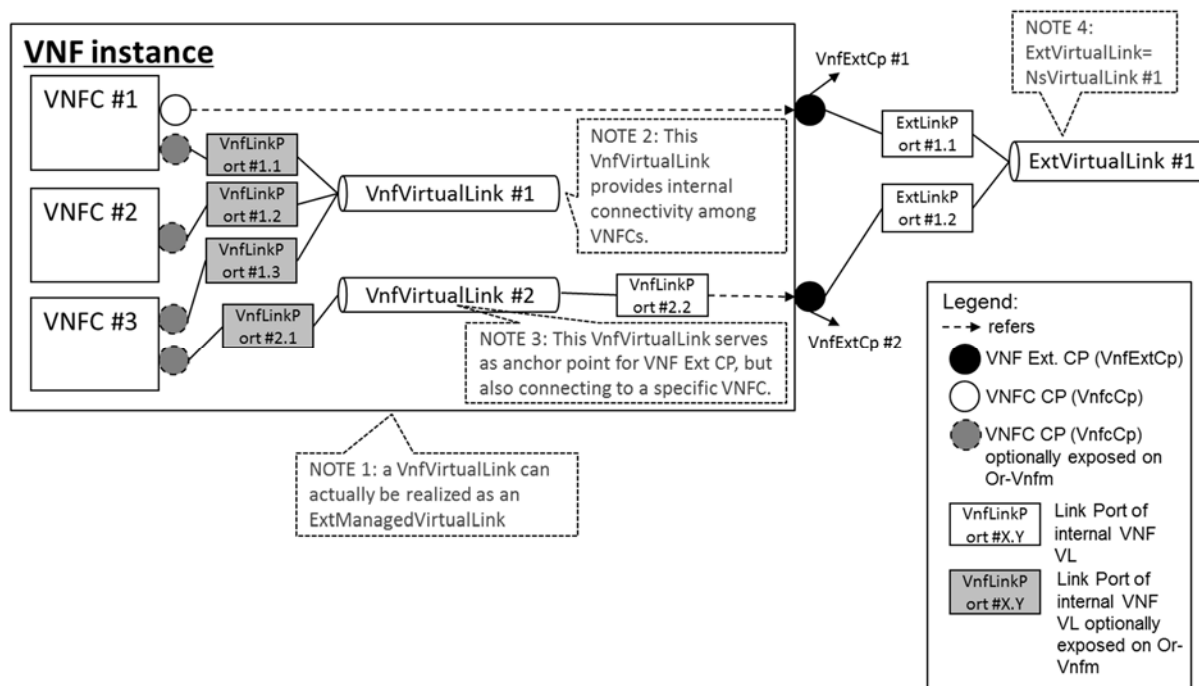 VNF instance
VNFC #1
VNFC #2
VNFC #3
VnfLinkP
ort #1.1
VnfLinkP
ort #1.2
VnfLinkP
ort #1.3
VnfLinkP
ort #2.1
VnfVirtualLink #1
VnfVirtualLink #2
VnfLinkP
ort #2.2
NOTE 2: This
VnfVirtualLink
provides internal
connectivity among
VNFCs.
NOTE 3: This VnfVirtualLink serves
as anchor point for VNF Ext CP, but
also connecting to a specific VNFC.
NOTE 1: a VnfVirtualLink can
actually be realized as an
ExtManagedVirtualLink
VnfExtCp #1
VnfExtCp #2
ExtLinkP
ort #1.1
ExtLinkP
ort #1.2
NOTE 4:
ExtVirtualLink=
NsVirtualLink #1
ExtVirtualLink #1
Legend:
refers
VNF Ext. CP (VnfExtCp)
VNFC CP (VnfcCp)
VNFC CP (VnfcCp)
optionally exposed on
Or-Vnfm
VnfLinkP
ort #X.Y
Link Port of
internal VNF
VL
VnfLinkP
ort #X.Y
Link Port of
internal VNF
VL optionally
exposed on Or-
Vnfm